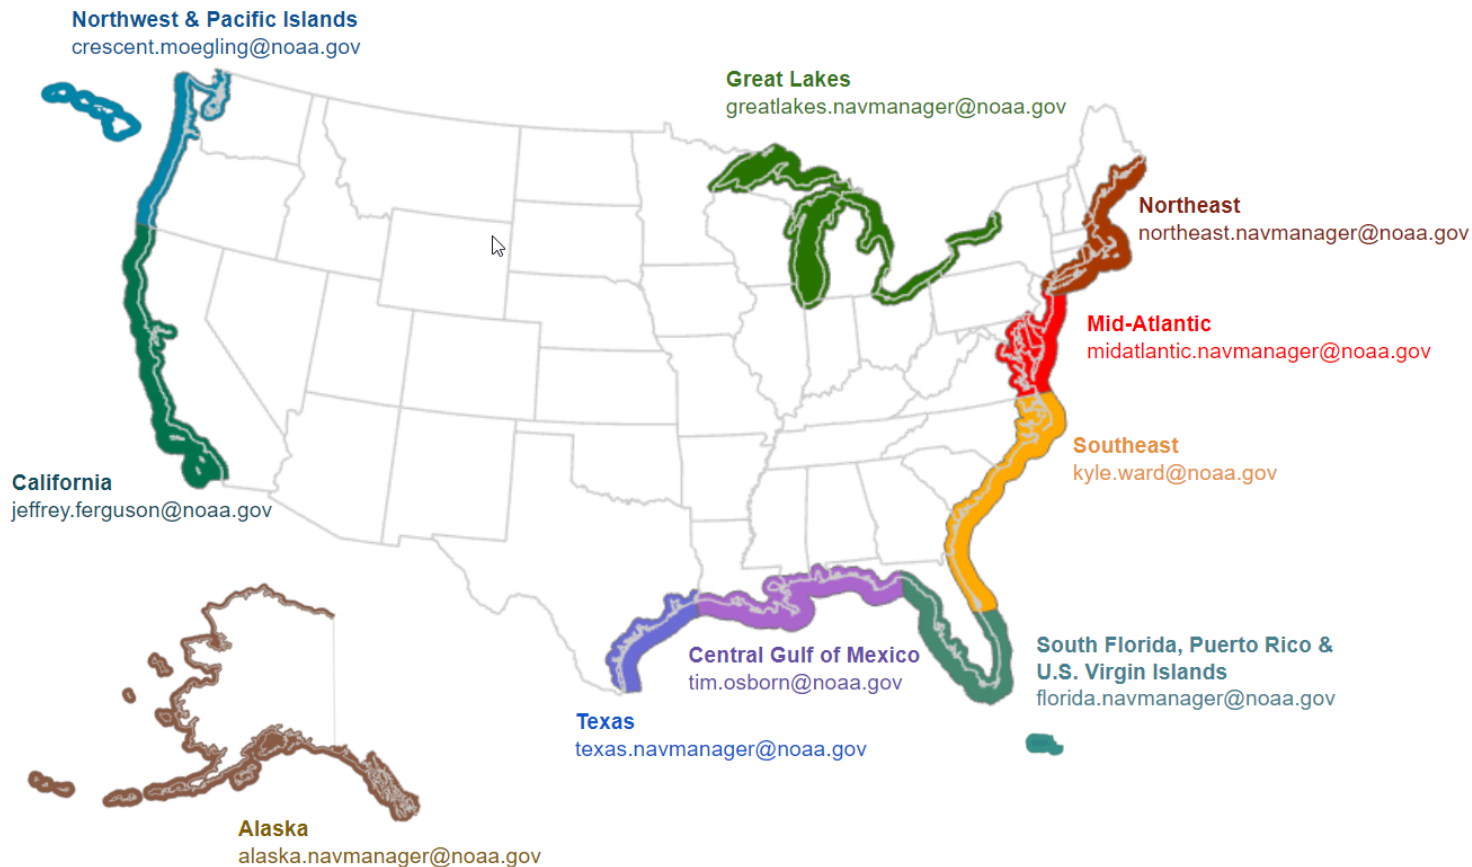 Northwest & Pacific Islands
crescent.moegling@noaa.gov
Great Lakes
greatlakes.navmanager@noaa.gov
Northeast
northeast.navmanager@noaa.gov
Mid-Atlantic
midatlantic.navmanager@noaa.gov
Southeast
kyle.ward@noaa.gov
California
jeffrey.ferguson@noaa.gov
South Florida, Puerto Rico &
U.S. Virgin Islands
florida.navmanager@noaa.gov
Central Gulf of Mexico
tim.osborn@noaa.gov
Texas
texas.navmanager@noaa.gov
Alaska
alaska.navmanager@noaa.gov